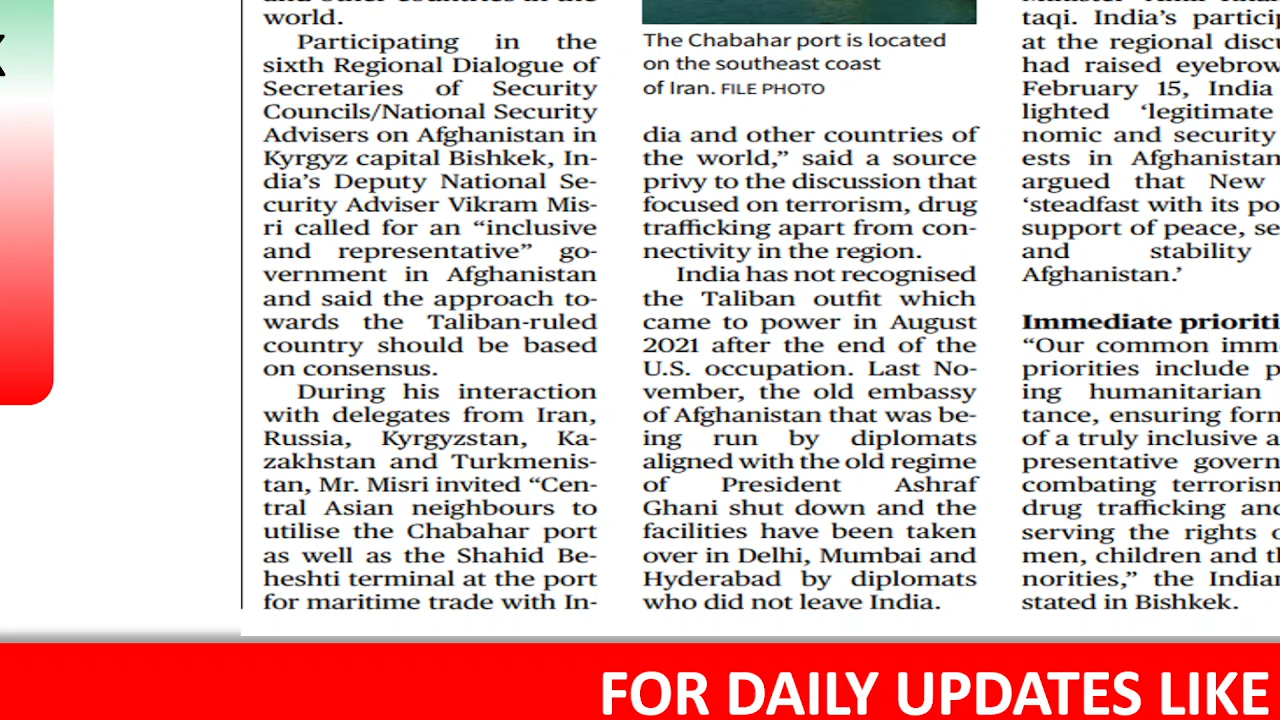 world.
Participating in the
sixth Regional Dialogue of
Secretaries of Security
Councils/National Security
Advisers on Afghanistan in
Kyrgyz capital Bishkek, In-
dia's Deputy National Se-
curity Adviser Vikram Mis-
ri called for an “inclusive
and representative” go-
vernment in Afghanistan
and said the approach to-
wards the Taliban-ruled
country should be based
on consensus.
During his interaction
with delegates from Iran,
Russia, Kyrgyzstan, Ka-
zakhstan and Turkmenis-
tan, Mr. Misri invited “Cen-
tral Asian neighbours to
utilise the Chabahar port
as well as the Shahid Be-
heshti terminal at the port
for maritime trade with In-
The Chabahar port is located
on the southeast coast
of Iran. FILE PHOTO
dia and other countries of
the world,” said a source
privy to the discussion that
focused on terrorism, drug
trafficking apart from con-
nectivity in the region.
India has not recognised
the Taliban outfit which
came to power in August
2021 after the end of the
U.S. occupation. Last No-
vember, the old embassy
of Afghanistan that was be-
ing run by diplomats
aligned with the old regime
of President Ashraf
Ghani shut down and the
facilities have been taken
over in Delhi, Mumbai and
Hyderabad by diplomats
who did not leave India.
taqi. India's particip
at the regional discu
had raised eyebrow
February 15, India
lighted ‘legitimate
nomic and security
ests in Afghanistan
argued that New
‘steadfast with its po
support of peace, se
and stability
Afghanistan.’
Immediate prioriti
“Our common imm
priorities include p
ing humanitarian
tance, ensuring form
of a truly inclusive a
presentative govern
combating terrorism
drug trafficking and
serving the rights o
men, children and th
norities,” the Indian
stated in Bishkek.
FOR DAILY UPDATES LIKE